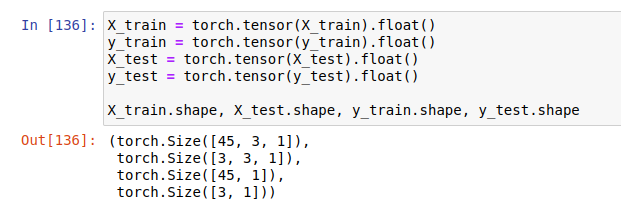 In [136]: X_train = torch.tensor(X_train).float()
y_train = torch.tensor(y_train).float()
X_test = torch.tensor(X_test).float()
y_test = torch.tensor(y_test).float()
X_train.shape, X_test.shape, y_train.shape, y_test.shape
Out[136]: (torch.Size([45, 3, 1]),
torch.Size([3, 3, 1]),
torch.Size([45, 1]),
torch.Size([3, 1]))